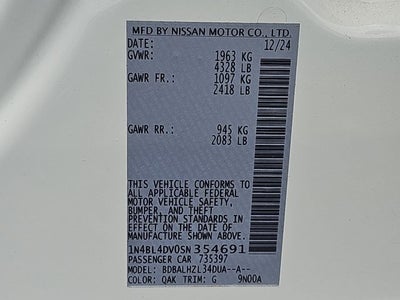 MFD BY NISSAN MOTOR CO., LTD.
DATE: 12/24
GVWR: 1963 KG
4328 LB
GAWR FR.: 1097 KG
2418 LB
GAWR RR.: 945 KG
2083 LB
THIS VEHICLE CONFORMS TO
ALL APPLICABLE FEDERAL
MOTOR VEHICLE SAFETY,
BUMPER, AND THEFT
PREVENTION STANDARDS IN
EFFECT ON THE DATE OF
MANUFACTURE SHOWN ABOVE.
1N4BL4DV0SN354691
PASSENGER CAR 735397
MODEL: BDBALHZL34DUA--A--
COLOR: QAK TRIM: G 9N00A